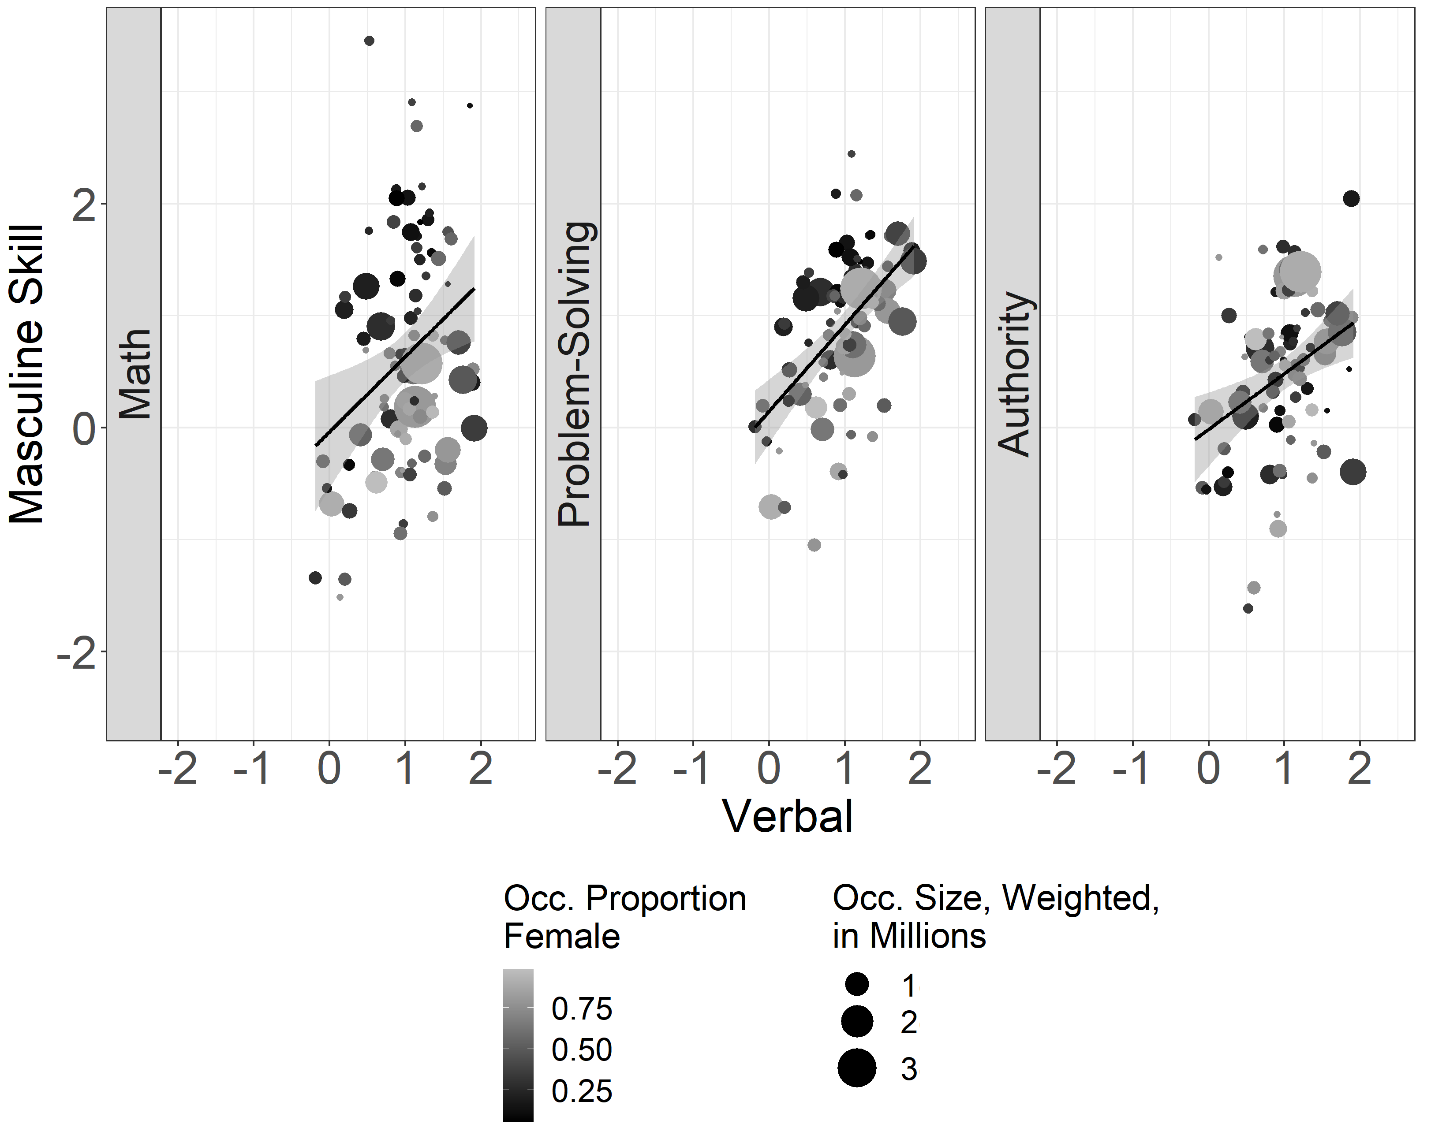 Masculine Skill
2
0
-2
Math
Problem-Solving
Authority
-2 -1 0 1 2
-2 -1 0 1 2
-2 -1 0 1 2
Verbal
Occ. Proportion
Female
0.75
0.50
0.25
Occ. Size, Weighted,
in Millions
1
2
3